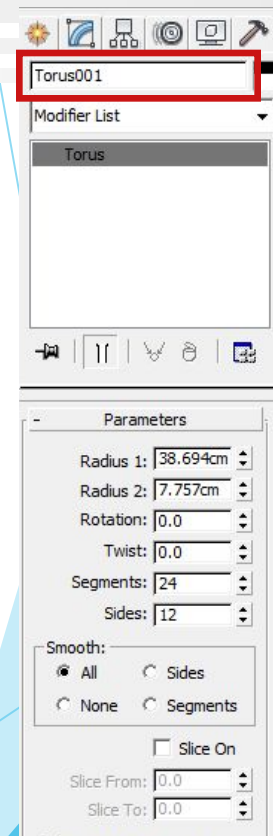 Torus001
Modifier List
Torus
- Parameters
Radius 1: 38.694cm
Radius 2: 7.757cm
Rotation: 0.0
Twist: 0.0
Segments: 24
Sides: 12
Smooth:
All Sides
None Segments
Slice On
Slice From: 0.0
Slice To: 0.0